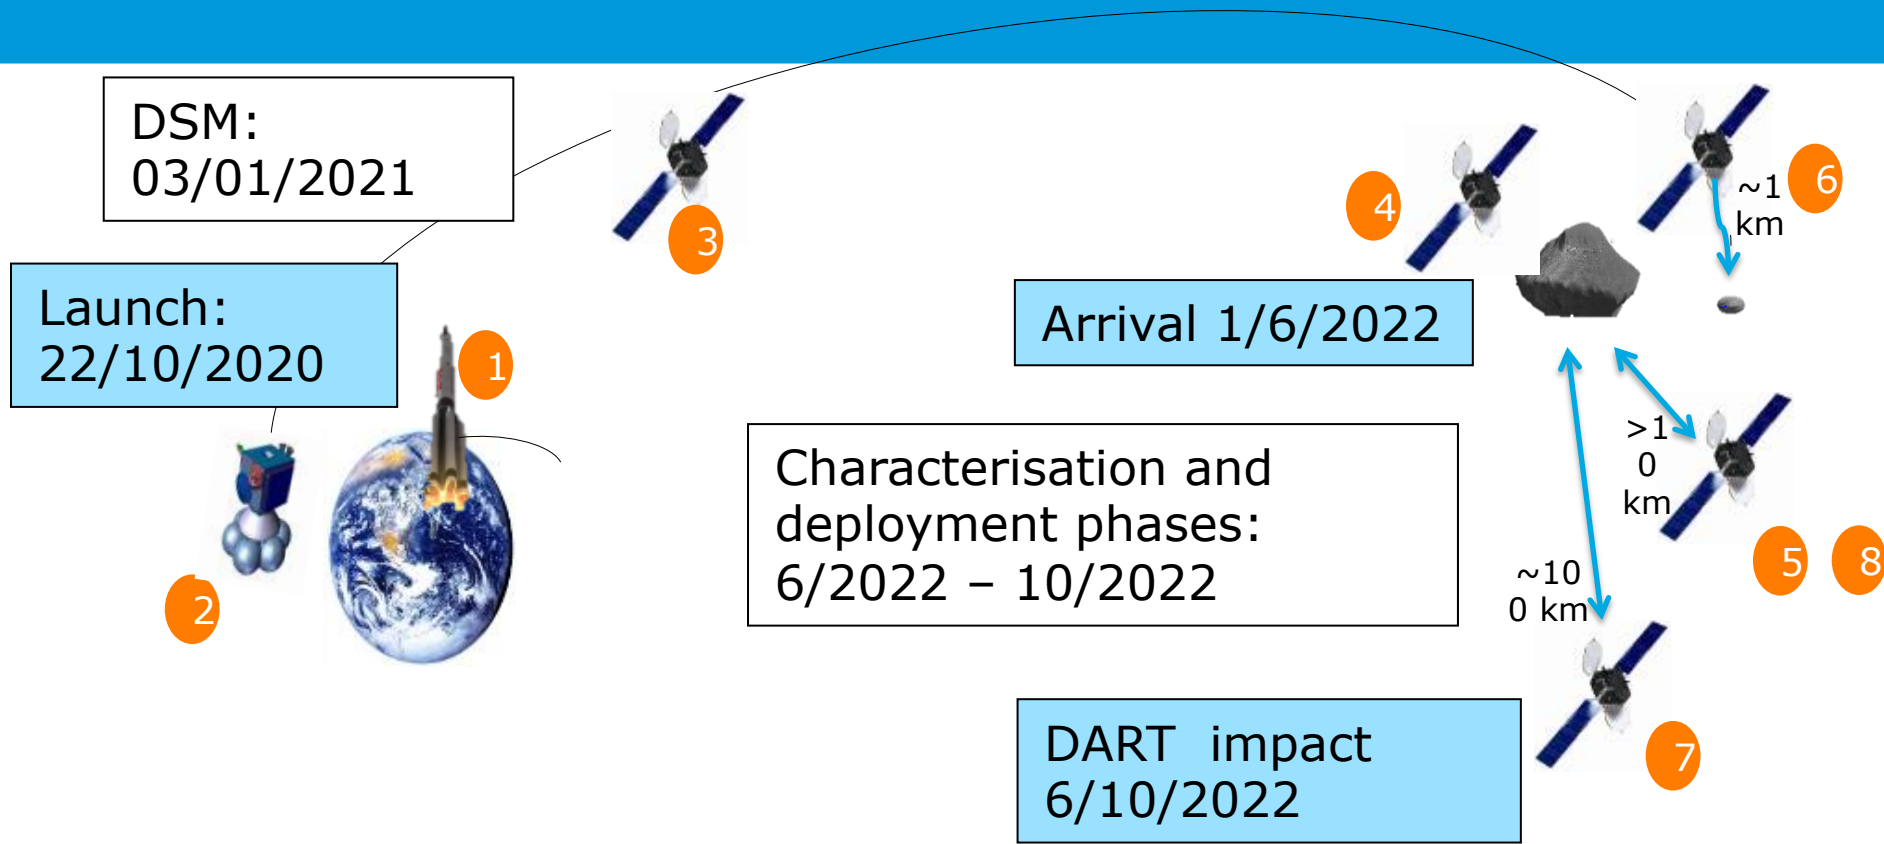 DSM:
03/01/2021
3
4
~1
km
6
Launch:
22/10/2020
1
Arrival 1/6/2022
2
Characterisation and
deployment phases:
6/2022 – 10/2022
>1
0
km
5
8
~10
0 km
7
DART  impact
6/10/2022